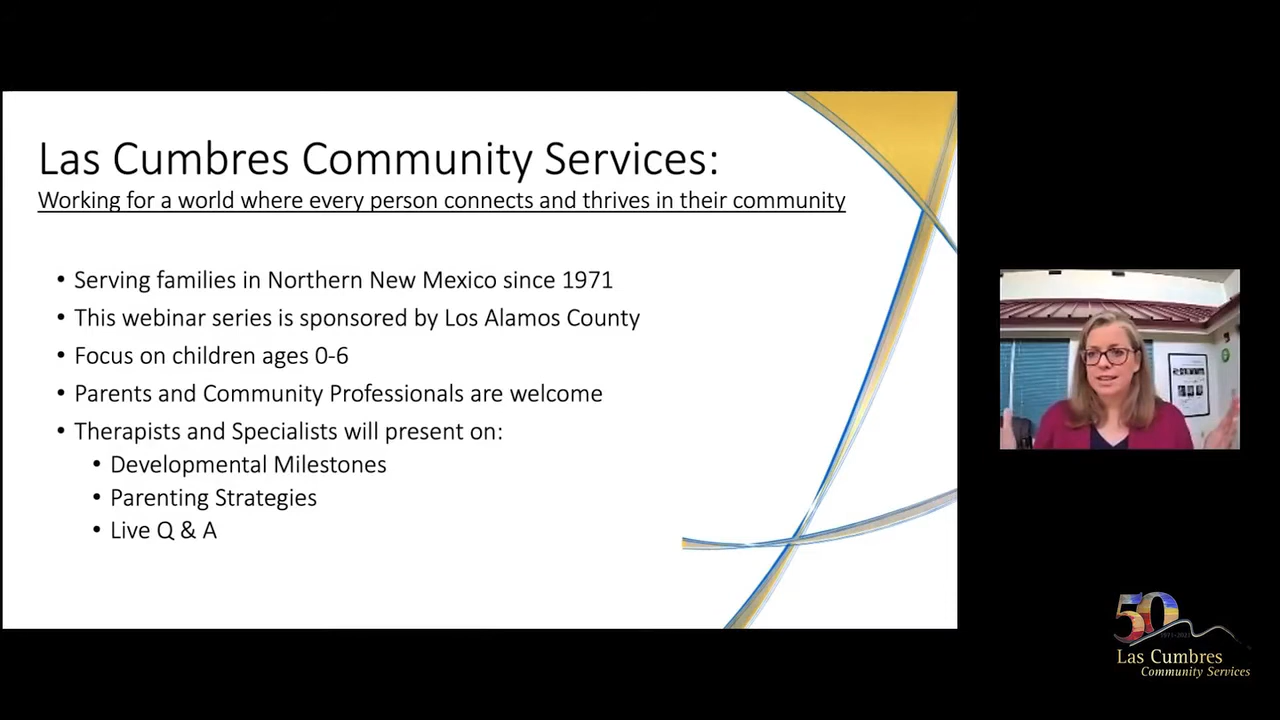 Las Cumbres Community Services:
Working for a world where every person connects and thrives in their community
• Serving families in Northern New Mexico since 1971
• This webinar series is sponsored by Los Alamos County
• Focus on children ages 0-6
• Parents and Community Professionals are welcome
• Therapists and Specialists will present on:
• Developmental Milestones
• Parenting Strategies
• Live Q & A
50
1971-2021
Las Cumbres
Community Services